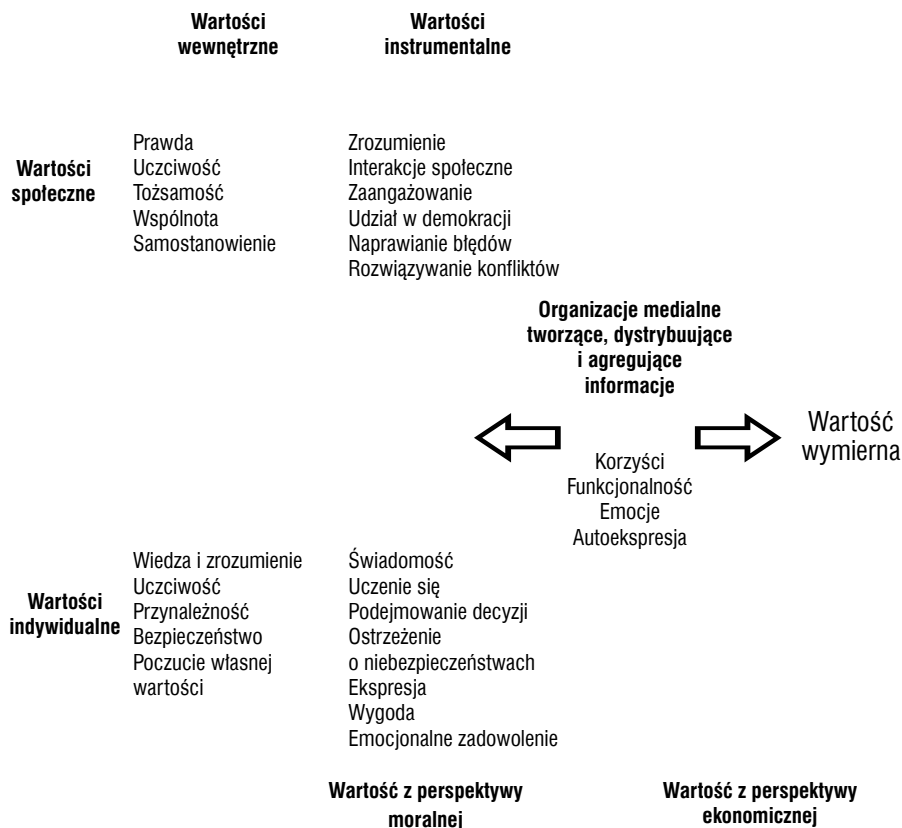 Wartości
wewnętrzne
Wartości
instrumentalne
Wartości
społeczne
Prawda
Uczciwość
Tożsamość
Wspólnota
Samostanowienie
Zrozumienie
Interakcje społeczne
Zaangażowanie
Udział w demokracji
Naprawianie błędów
Rozwiązywanie konfliktów
Organizacje medialne
tworzące, dystrybuujące
i agregujące
informacje
Korzyści
Funkcjonalność
Emocje
Autoekspresja
Wartość
wymierna
Wartości
indywidualne
Wiedza i zrozumienie
Uczciwość
Przynależność
Bezpieczeństwo
Poczucie własnej
wartości
Świadomość
Uczenie się
Podejmowanie decyzji
Ostrzeżenie
o niebezpieczeństwach
Ekspresja
Wygoda
Emocjonalne zadowolenie
Wartość z perspektywy
moralnej
Wartość z perspektywy
ekonomicznej